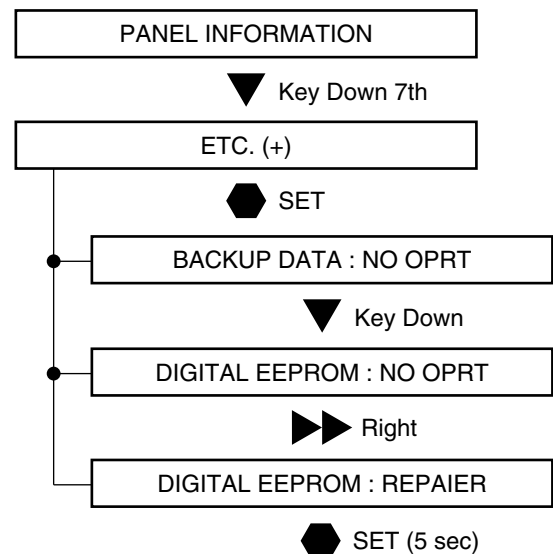 PANEL INFORMATION
Key Down 7th
ETC. (+)
SET
BACKUP DATA : NO OPRT
Key Down
DIGITAL EEPROM : NO OPRT
Right
DIGITAL EEPROM : REPAIER
SET (5 sec)